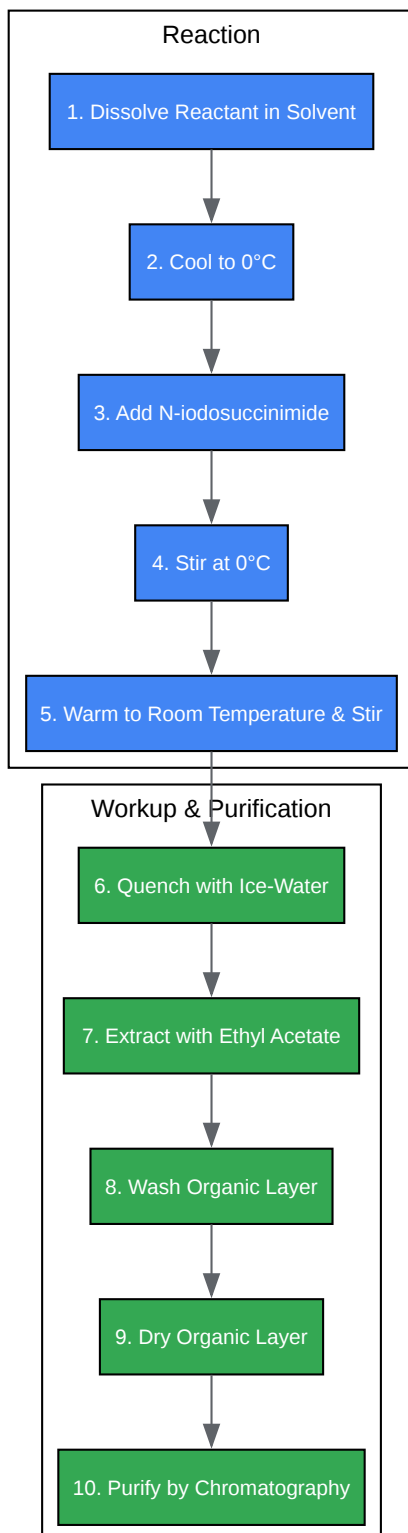 Reaction
1. Dissolve Reactant in Solvent
2. Cool to 0°C
3. Add N-iodosuccinimide
4. Stir at 0°C
5. Warm to Room Temperature & Stir
Workup & Purification
6. Quench with Ice-Water
7. Extract with Ethyl Acetate
8. Wash Organic Layer
9. Dry Organic Layer
10. Purify by Chromatography